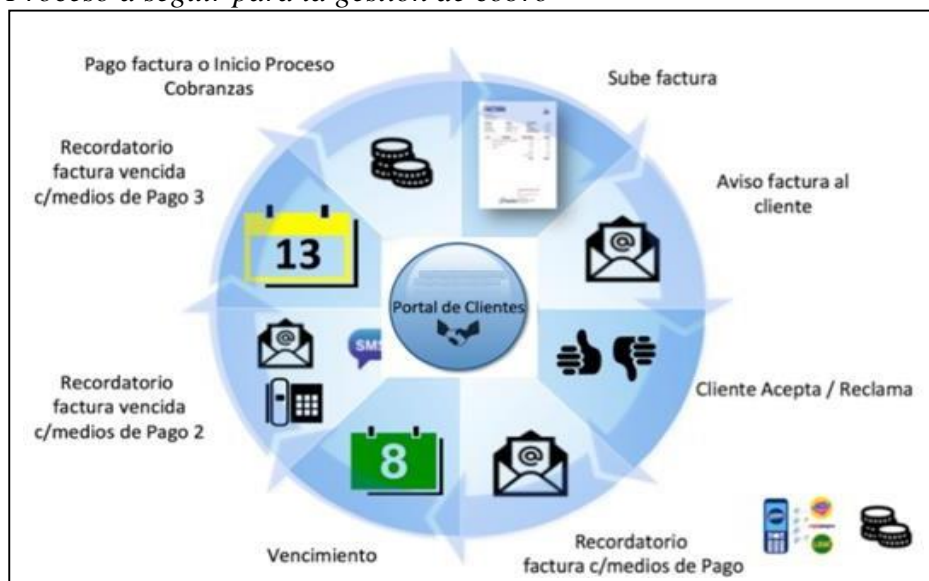 Proceso a seguir para la gestión de cobro
Pago factura o Inicio Proceso
Cobranzas
Sube factura
Recordatorio
factura vencida
c/medios de Pago 3
Aviso factura al
cliente
13
Portal de Clientes
SMS
Cliente Acepta / Reclama
Recordatorio
factura vencida
c/medios de Pago 2
8
Vencimiento
Recordatorio
factura c/medios de Pago